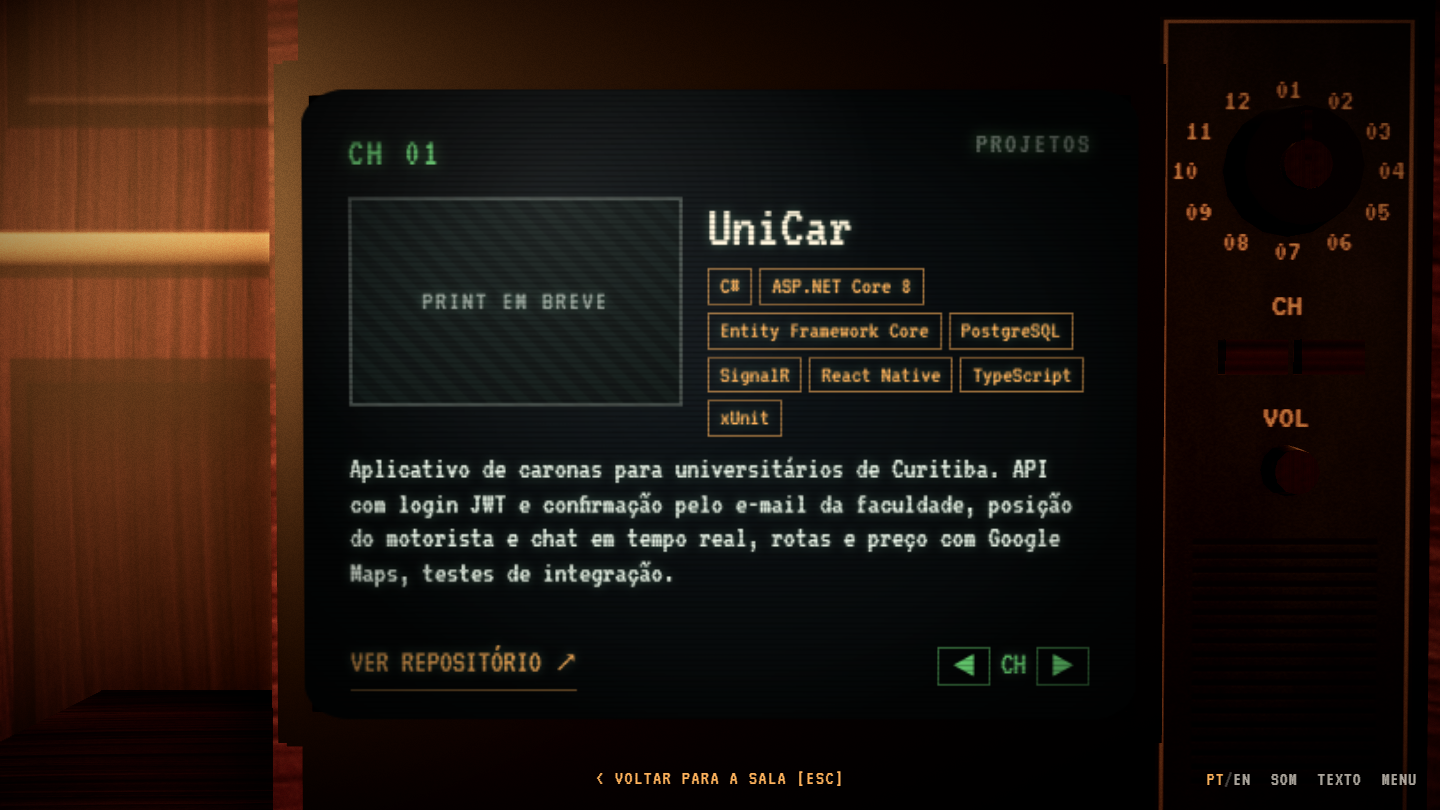 CH 01
PROJETOS
PRINT EM BREVE
UniCar
C#
ASP.NET Core 8
Entity Framework Core
PostgreSQL
SignalR
React Native
TypeScript
xUnit
Aplicativo de caronas para universitários de Curitiba. API
com login JWT e confirmação pelo e-mail da faculdade, posição
do motorista e chat em tempo real, rotas e preço com Google
Maps, testes de integração.
VER REPOSITÓRIO ↗
◀ CH ▶
01
02
03
04
05
06
07
08
09
10
11
12
CH
VOL
< VOLTAR PARA A SALA [ESC]
PT/EN SOM TEXTO MENU